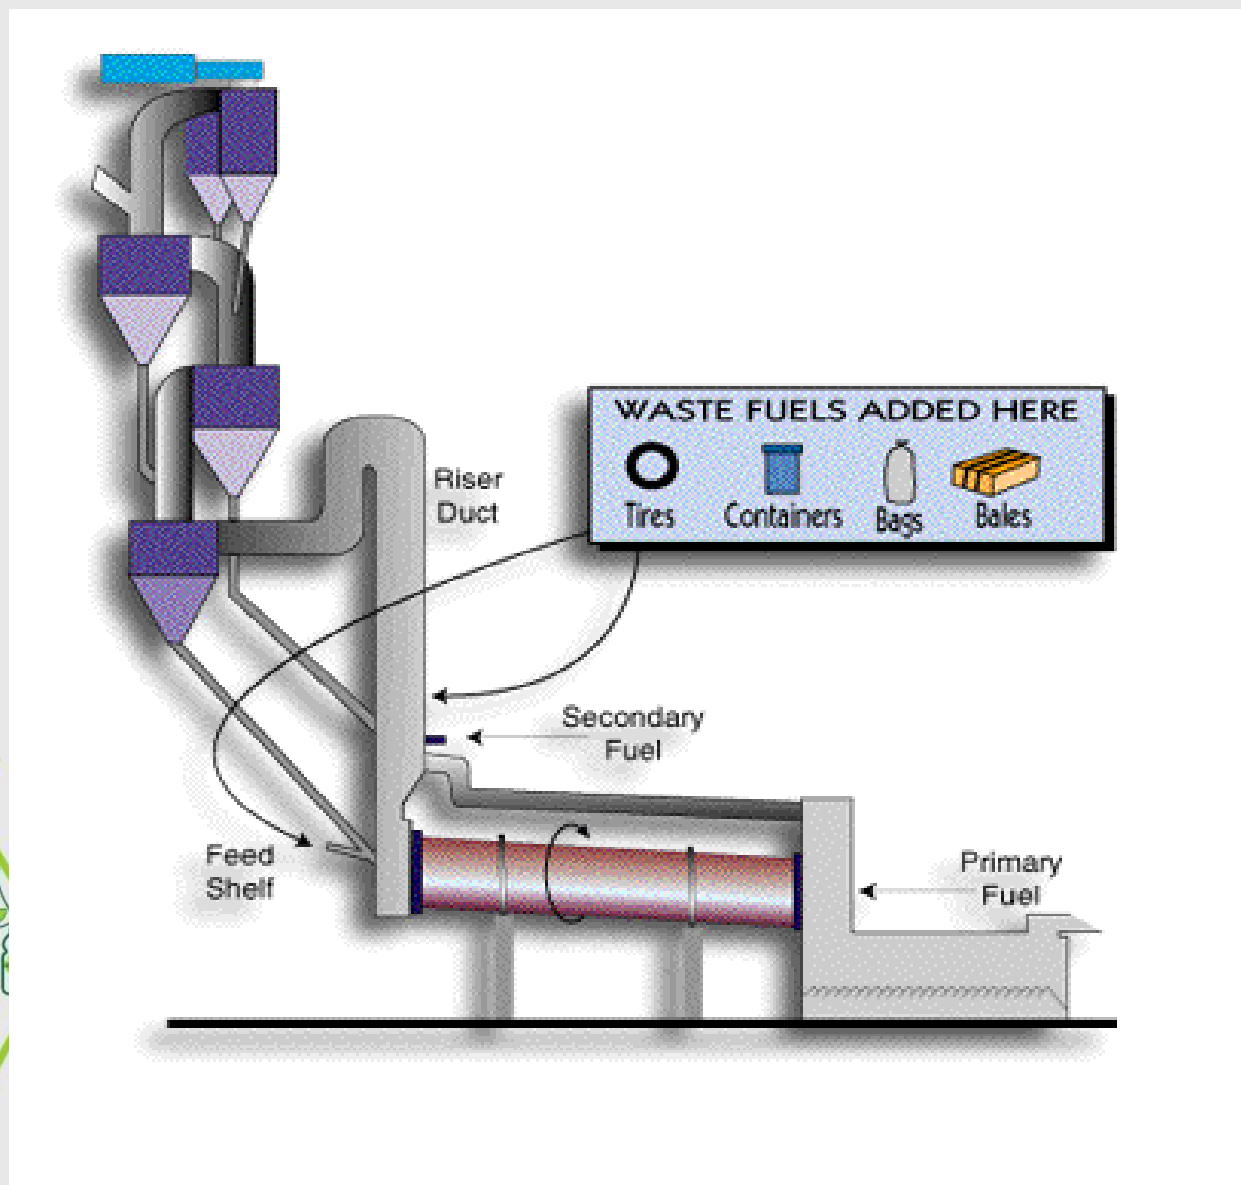 WASTE FUELS ADDED HERE
Tires Containers Bags Bales
Riser
Duct
Secondary
Fuel
Feed
Shelf
Primary
Fuel